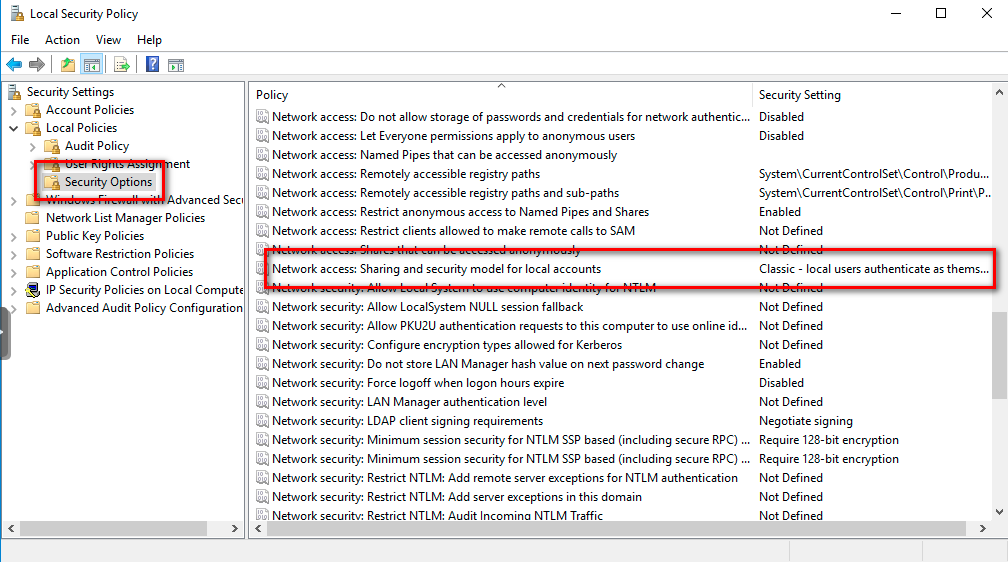 Local Security Policy
File Action View Help
Security Settings
Account Policies
Local Policies
Audit Policy
User Rights Assignment
Security Options
Windows Firewall with Advanced Secu
Network List Manager Policies
Public Key Policies
Software Restriction Policies
Application Control Policies
IP Security Policies on Local Compute
Advanced Audit Policy Configuration
Policy Security Setting
Network access: Do not allow storage of passwords and credentials for network authentic... Disabled
Network access: Let Everyone permissions apply to anonymous users Disabled
Network access: Named Pipes that can be accessed anonymously
Network access: Remotely accessible registry paths System\CurrentControlSet\Control\Produ...
Network access: Remotely accessible registry paths and sub-paths System\CurrentControlSet\Control\Print\P...
Network access: Restrict anonymous access to Named Pipes and Shares Enabled
Network access: Restrict clients allowed to make remote calls to SAM Not Defined
Network access: Shares that can be accessed anonymously Not Defined
Network access: Sharing and security model for local accounts Classic - local users authenticate as thems...
Network security: Allow Local System to use computer identity for NTLM Not Defined
Network security: Allow LocalSystem NULL session fallback Not Defined
Network security: Allow PKU2U authentication requests to this computer to use online id... Not Defined
Network security: Configure encryption types allowed for Kerberos Not Defined
Network security: Do not store LAN Manager hash value on next password change Enabled
Network security: Force logoff when logon hours expire Disabled
Network security: LAN Manager authentication level Not Defined
Network security: LDAP client signing requirements Negotiate signing
Network security: Minimum session security for NTLM SSP based (including secure RPC) ... Require 128-bit encryption
Network security: Minimum session security for NTLM SSP based (including secure RPC) ... Require 128-bit encryption
Network security: Restrict NTLM: Add remote server exceptions for NTLM authentication Not Defined
Network security: Restrict NTLM: Add server exceptions in this domain Not Defined
Network security: Restrict NTLM: Audit Incoming NTLM Traffic Not Defined